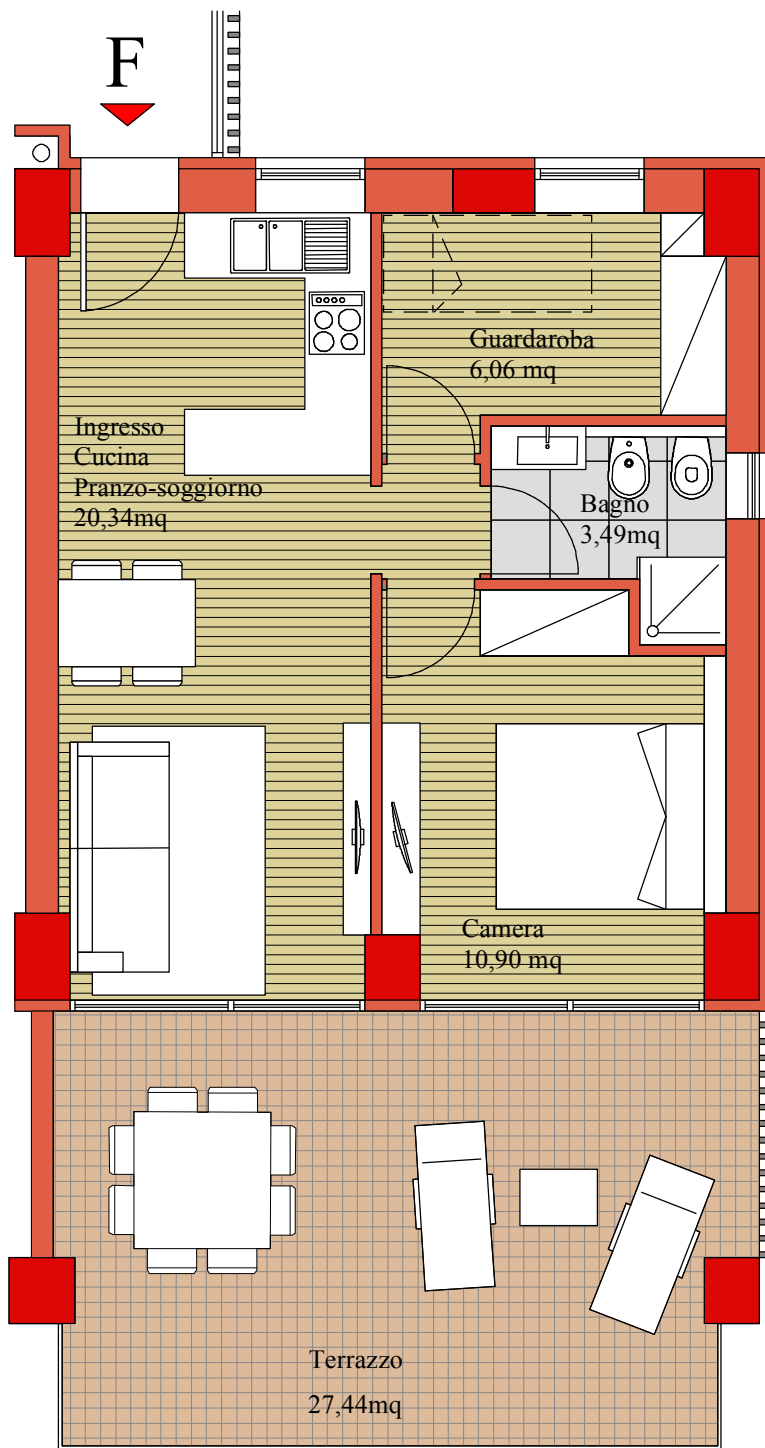 F
Guardaroba
6,06 mq
Ingresso
Cucina
Pranzo-soggiorno
20,34mq
Bagno
3,49mq
Camera
10,90 mq
Terrazzo
27,44mq